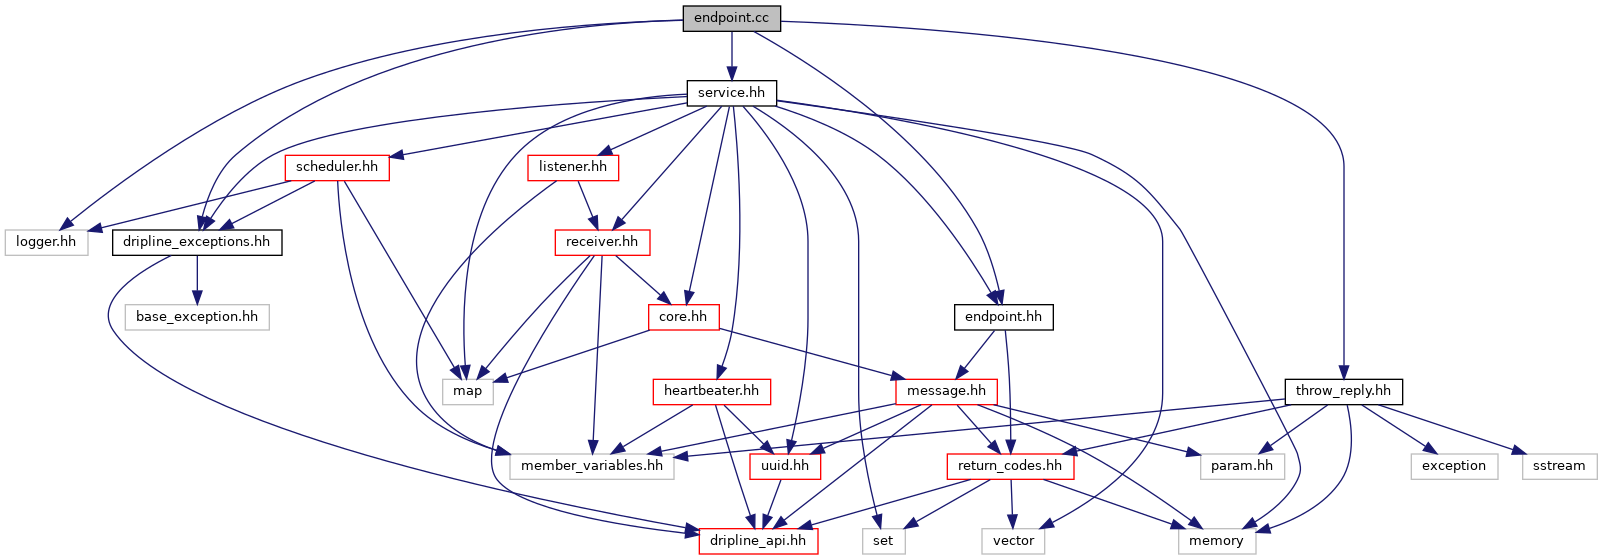 endpoint.cc
service.hh
scheduler.hh
listener.hh
logger.hh
dripline_exceptions.hh
receiver.hh
base_exception.hh
core.hh
endpoint.hh
map
heartbeater.hh
message.hh
throw_reply.hh
member_variables.hh
uuid.hh
return_codes.hh
param.hh
exception
sstream
dripline_api.hh
set
vector
memory